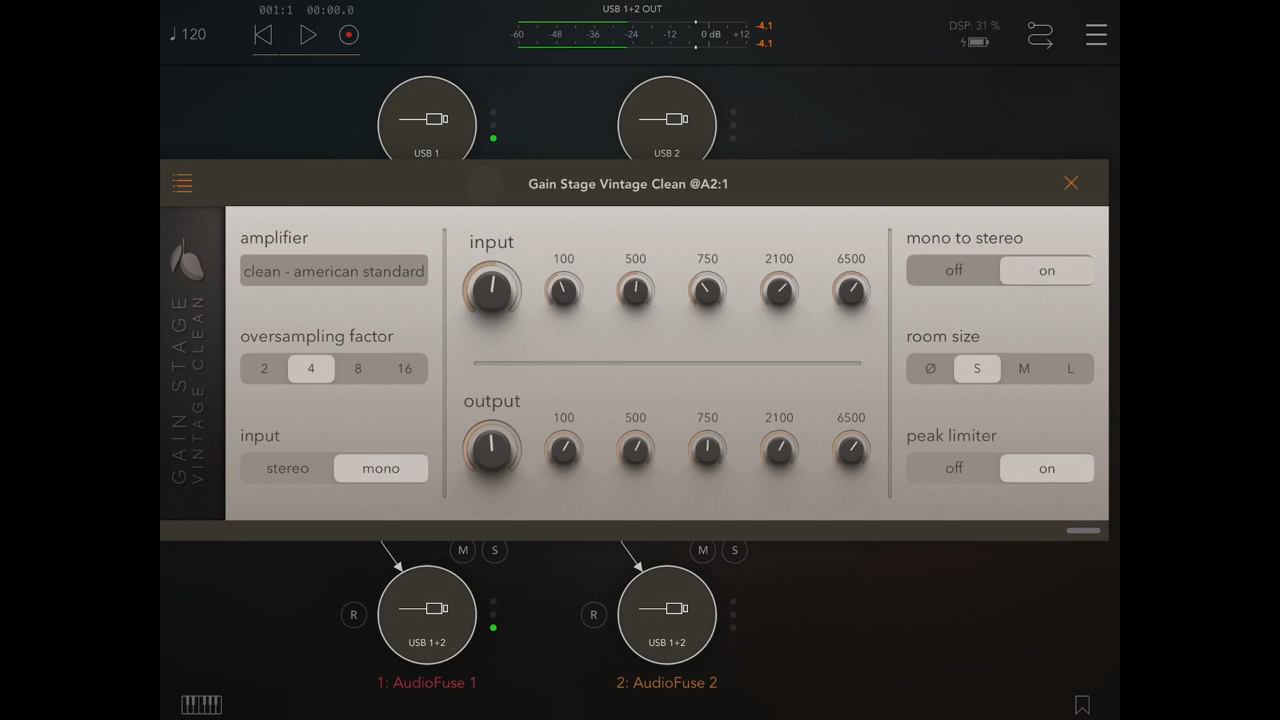 001:1 00:00.0
USB 1+2 OUT
♩ 120
-60 -48 -36 -24 -12 0 dB +12
-4.1
-4.1
DSP: 31 %
USB 1
USB 2
Gain Stage Vintage Clean @A2:1
GAIN STAGE
VINTAGE CLEAN
amplifier
clean - american standard
oversampling factor
2 4 8 16
input
stereo mono
input
100 500 750 2100 6500
output
100 500 750 2100 6500
mono to stereo
off on
room size
Ø S M L
peak limiter
off on
M S
M S
R
USB 1+2
R
USB 1+2
1: AudioFuse 1
2: AudioFuse 2